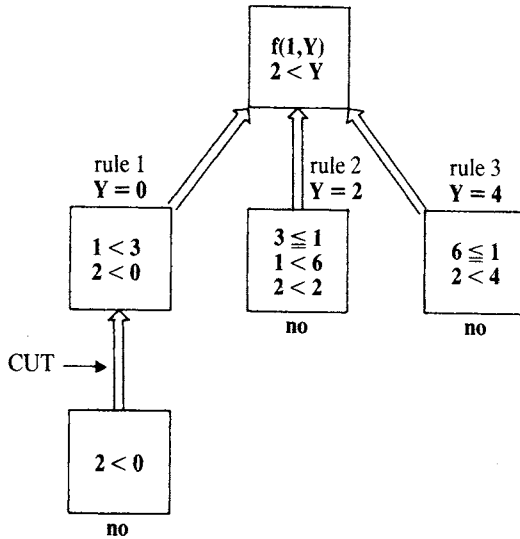 f(1,Y)
2 < Y
rule 1
Y = 0
rule 2
Y = 2
rule 3
Y = 4
1 < 3
2 < 0
3 ≦ 1
1 < 6
2 < 2
no
6 ≦ 1
2 < 4
no
CUT
2 < 0
no